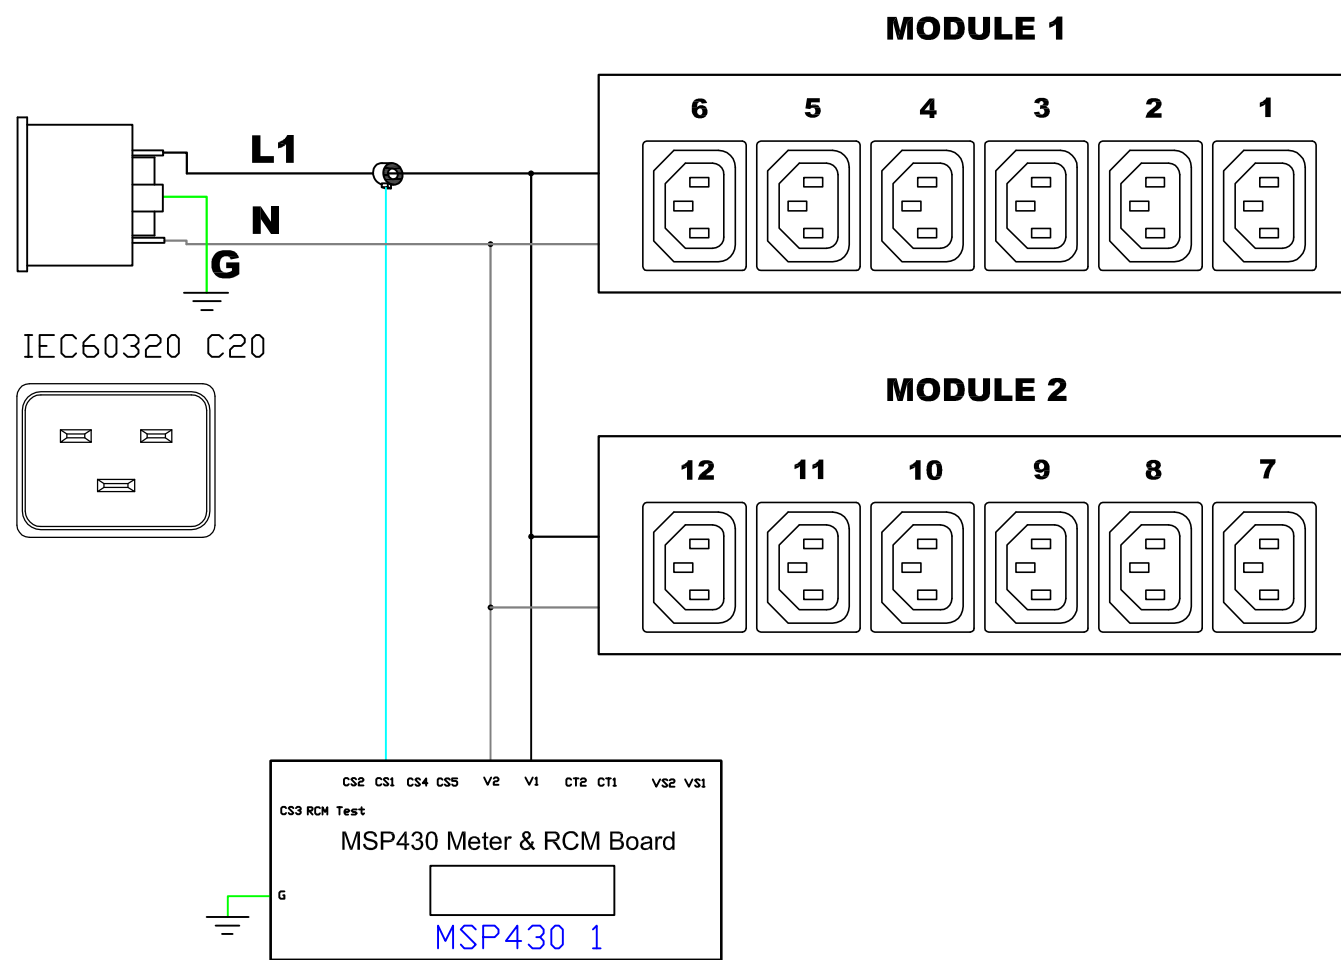 MODULE 1
6 5 4 3 2 1
L1
N
G
IEC60320 C20
MODULE 2
12 11 10 9 8 7
CS2 CS1 CS4 CS5 V2 V1 CT2 CT1 VS2 VS1
CS3 RCM Test
MSP430 Meter & RCM Board
G
MSP430 1